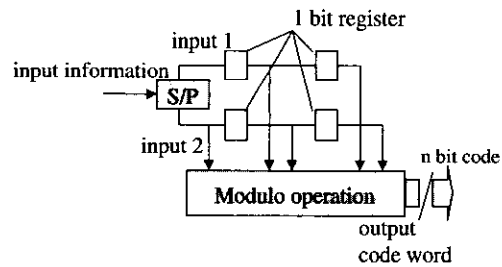 1 bit register
input 1
input information
S/P
input 2
n bit code
Modulo operation
output
code word